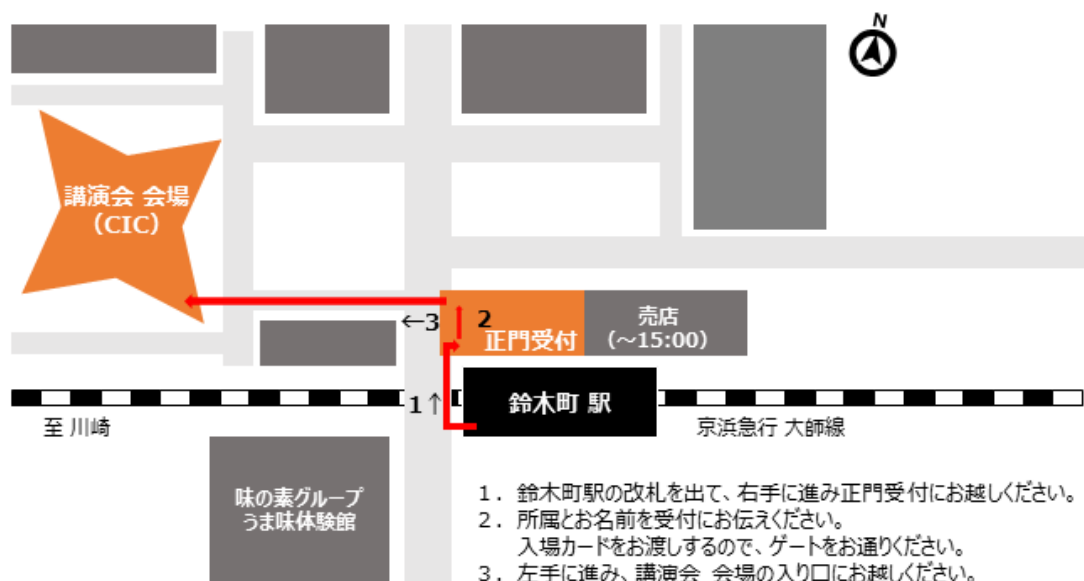 N
講演会 会場
（CIC）
←3
2
正門受付
売店
（～15:00）
1↑
鈴木町 駅
至 川崎
京浜急行 大師線
味の素グループ
うま味体験館
1. 鈴木町駅の改札を出て、右手に進み正門受付にお越しください。
2. 所属とお名前を受付にお伝えください。
入場カードをお渡しするので、ゲートをお通りください。
3. 左手に進み、講演会 会場の入り口にお越しください。